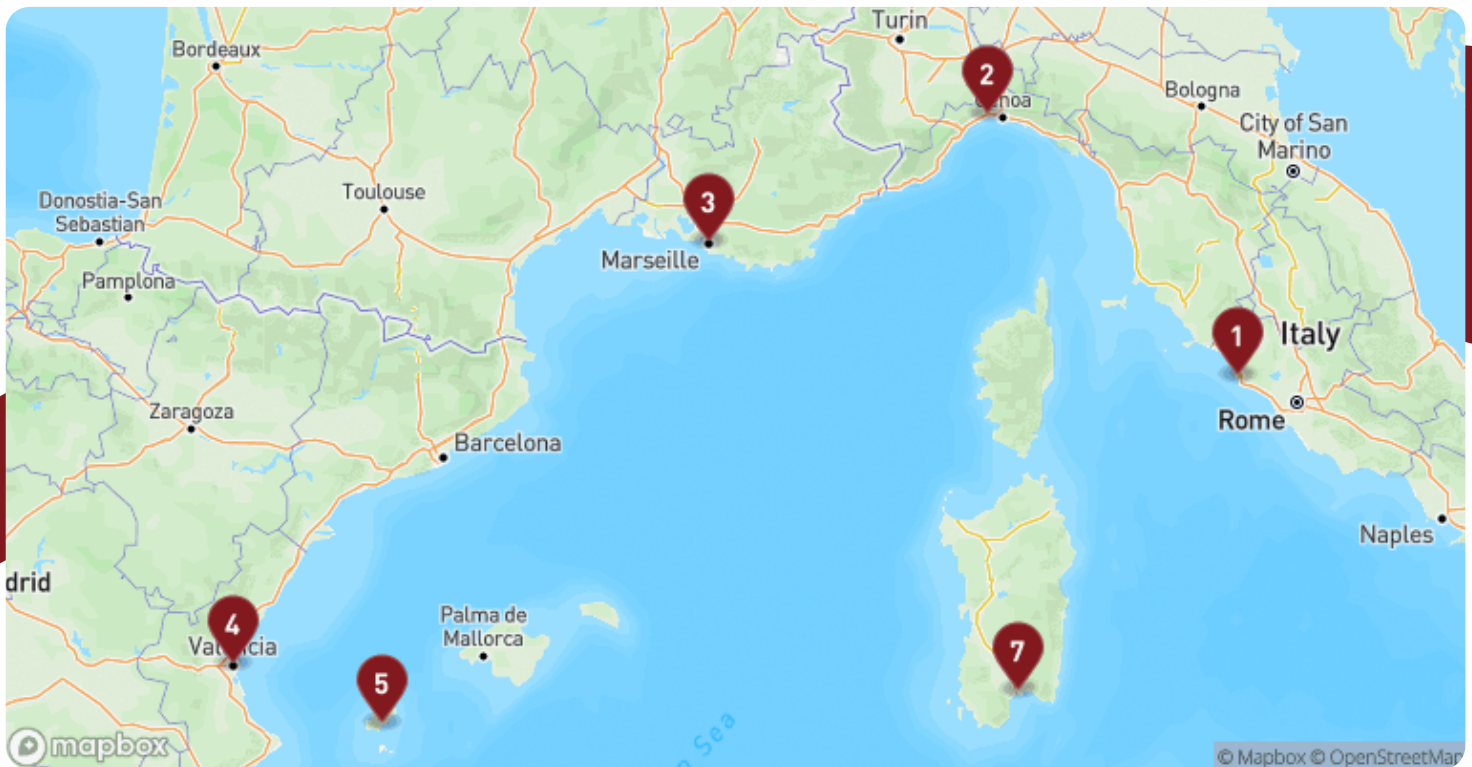 Turin
Bordeaux
2
Bologna
City of San
Marino
Toulouse
3
Donostia-San
Sebastian
Marseille
Pamplona
1
Italy
Zaragoza
Rome
Barcelona
Naples
drid
4
Palma de
Mallorca
7
5
Sea
mapbox
© Mapbox © OpenStreetMap